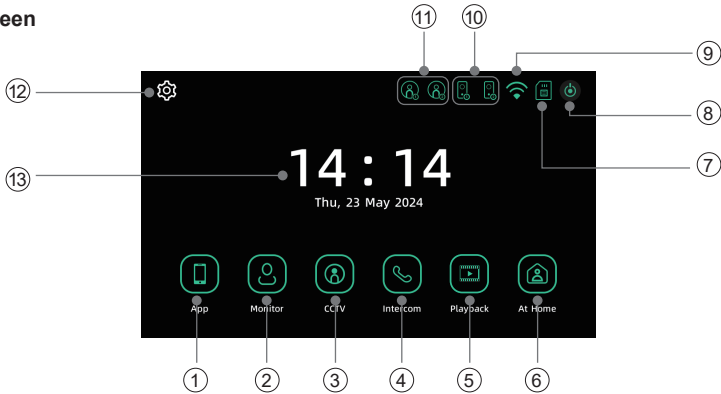 een
⑪ ⑩
⑨
⑫
⑧
⑦
14 : 14
⑬
Thu, 23 May 2024
App Monitor CCTV Intercom Playback At Home
① ② ③ ④ ⑤ ⑥